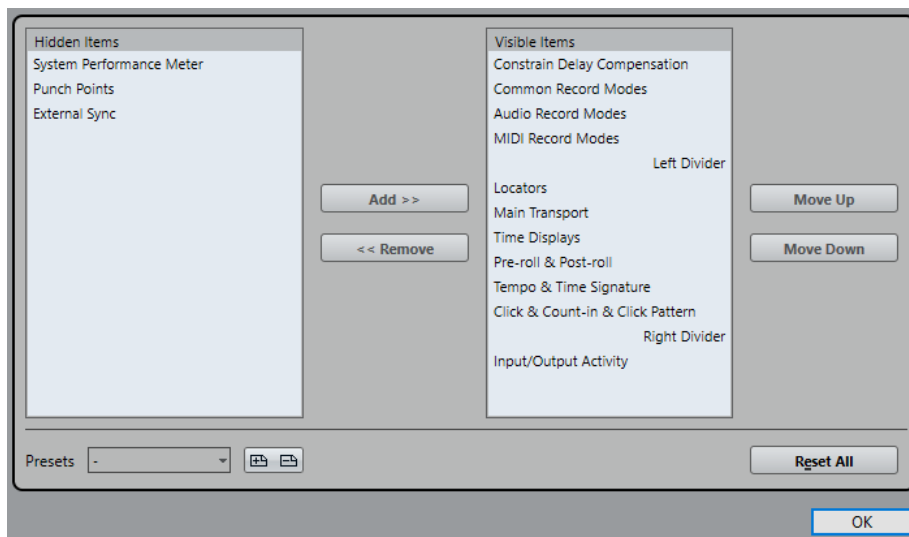 Hidden Items
System Performance Meter
Punch Points
External Sync
Add >>
<< Remove
Visible Items
Constrain Delay Compensation
Common Record Modes
Audio Record Modes
MIDI Record Modes
Left Divider
Locators
Main Transport
Time Displays
Pre-roll & Post-roll
Tempo & Time Signature
Click & Count-in & Click Pattern
Right Divider
Input/Output Activity
Move Up
Move Down
Presets -
Reset All
OK